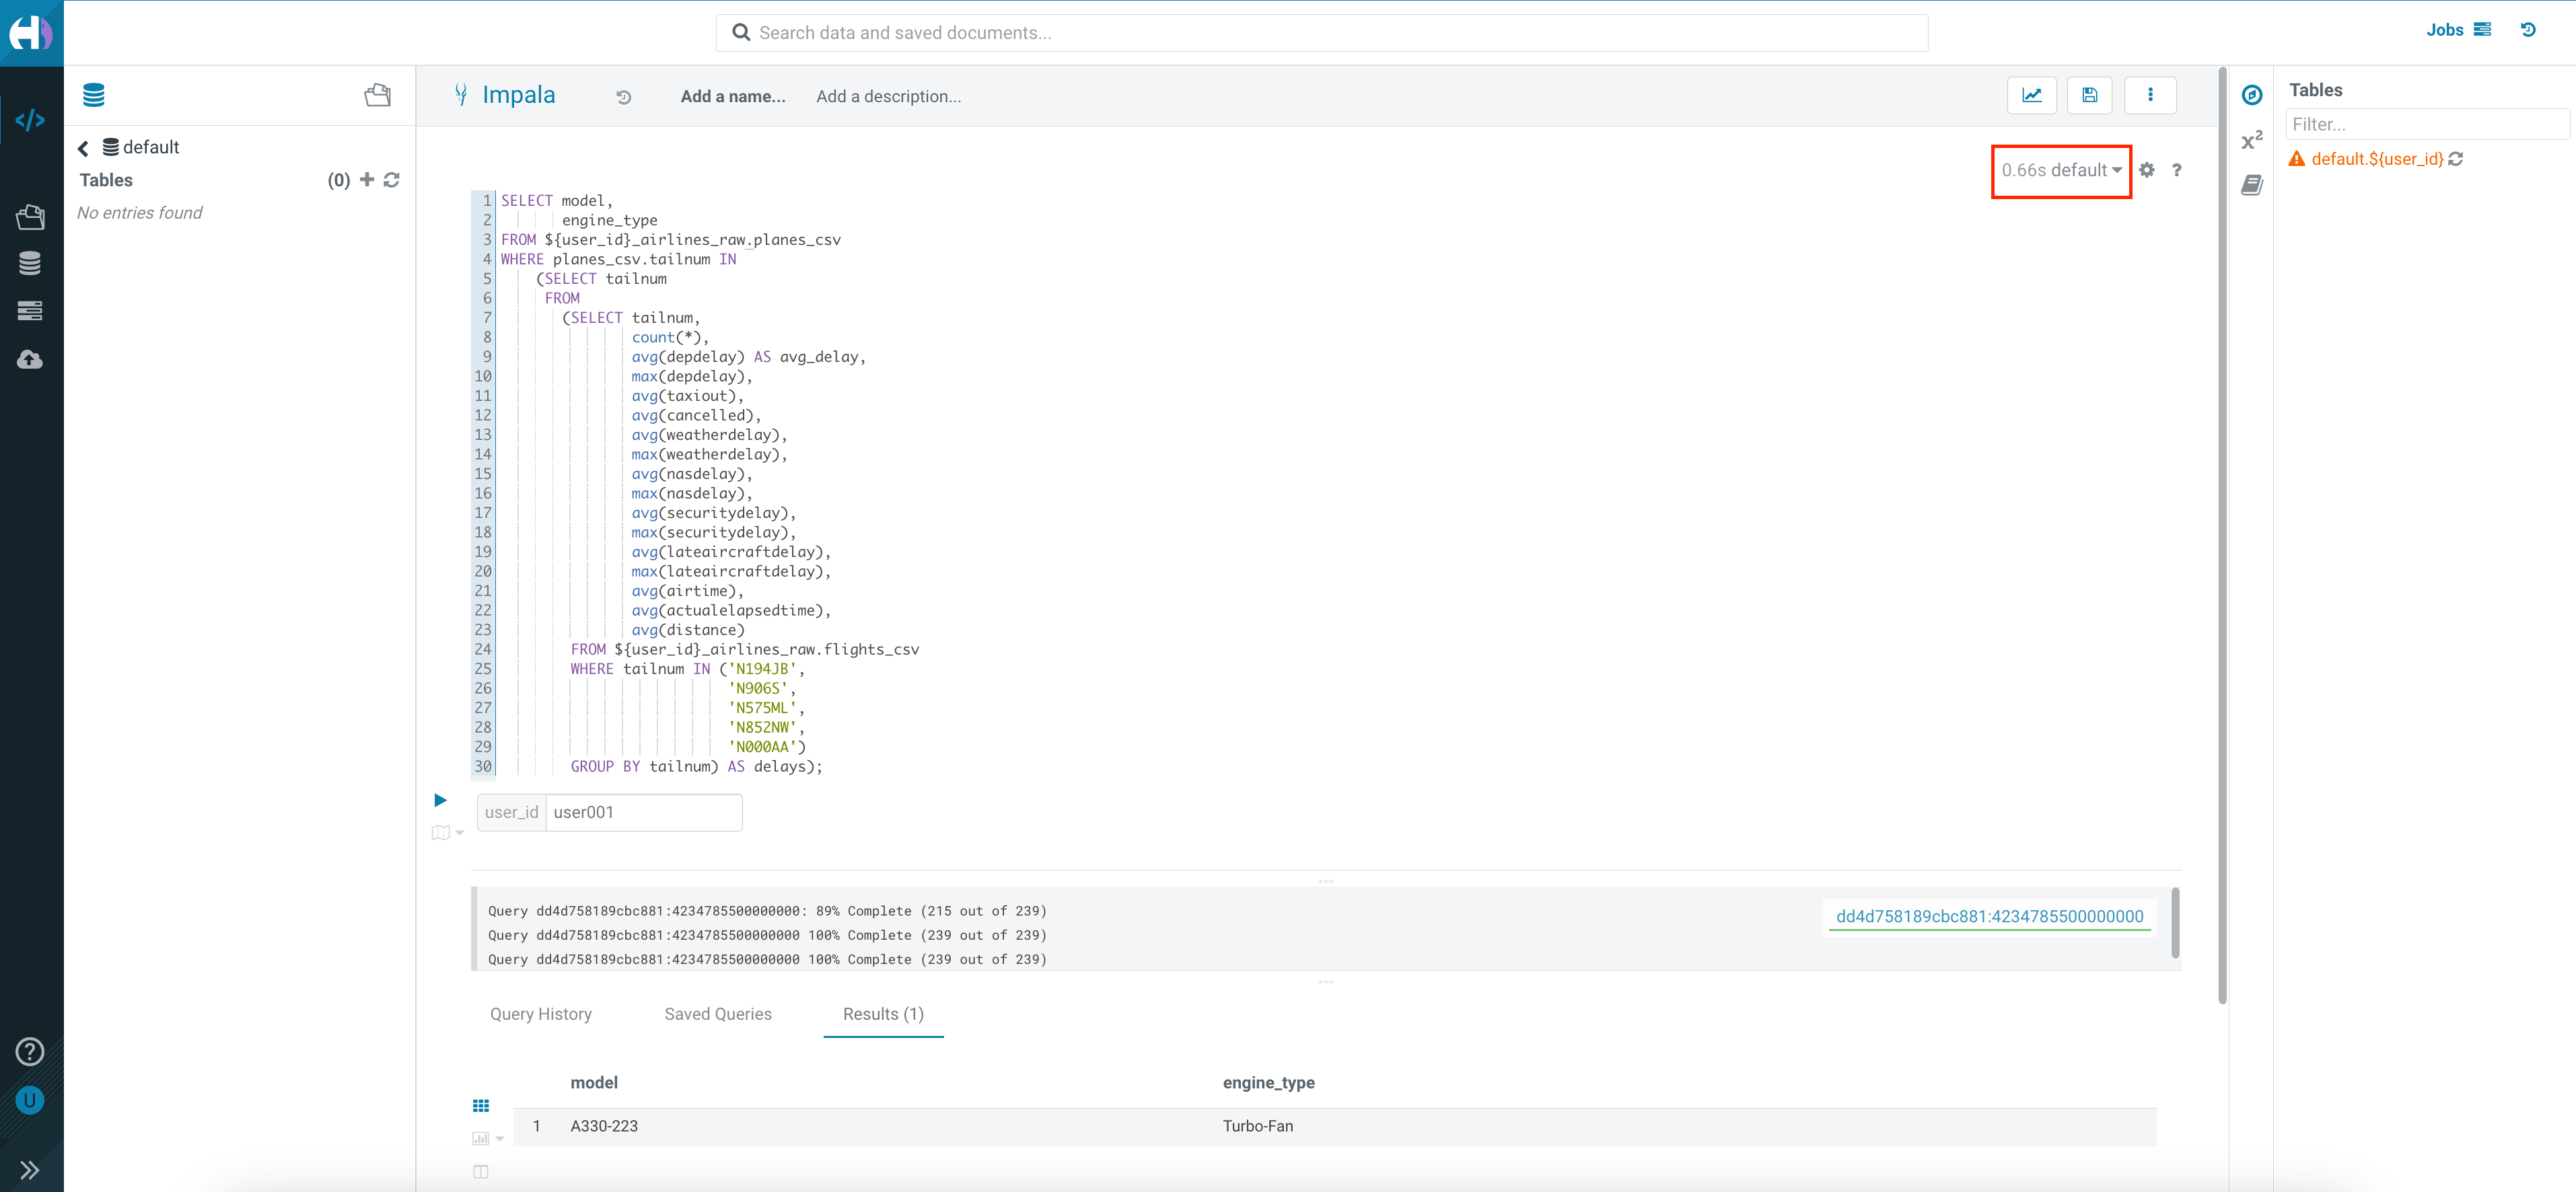 Search data and saved documents...
Jobs
default
Tables (0)
No entries found
Impala Add a name... Add a description...
0.66s default ?
1 SELECT model,
2 engine_type
3 FROM ${user_id}_airlines_raw.planes_csv
4 WHERE planes_csv.tailnum IN
5 (SELECT tailnum
6 FROM
7 (SELECT tailnum,
8 count(*),
9 avg(depdelay) AS avg_delay,
10 max(depdelay),
11 avg(taxiout),
12 avg(cancelled),
13 avg(weatherdelay),
14 max(weatherdelay),
15 avg(nasdelay),
16 max(nasdelay),
17 avg(securitydelay),
18 max(securitydelay),
19 avg(lateaircraftdelay),
20 max(lateaircraftdelay),
21 avg(airtime),
22 avg(actualelapsedtime),
23 avg(distance)
24 FROM ${user_id}_airlines_raw.flights_csv
25 WHERE tailnum IN ('N194JB',
26 'N906S',
27 'N575ML',
28 'N852NW',
29 'N000AA')
30 GROUP BY tailnum) AS delays);
user_id user001
Query dd4d758189cbc881:4234785500000000: 89% Complete (215 out of 239)
Query dd4d758189cbc881:4234785500000000 100% Complete (239 out of 239)
Query dd4d758189cbc881:4234785500000000 100% Complete (239 out of 239)
dd4d758189cbc881:4234785500000000
Query History Saved Queries Results (1)
model engine_type
1 A330-223 Turbo-Fan
x²
Tables
Filter...
default.${user_id}
?
U